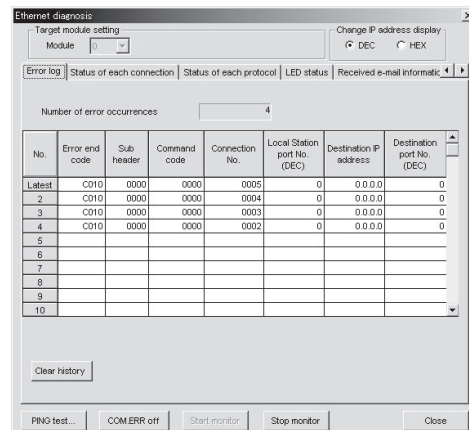 Ethernet diagnosis
Target module setting
Module 0
Change IP address display
DEC HEX
Error log Status of each connection Status of each protocol LED status Received e-mail informatic
Number of error occurrences 4
No. Error end code Sub header Command code Connection No. Local Station port No. (DEC) Destination IP address Destination port No. (DEC)
Latest C010 0000 0000 0005 0 0.0.0.0 0
2 C010 0000 0000 0004 0 0.0.0.0 0
3 C010 0000 0000 0003 0 0.0.0.0 0
4 C010 0000 0000 0002 0 0.0.0.0 0
5
6
7
8
9
10
Clear history
PING test... COM.ERR off Start monitor Stop monitor Close